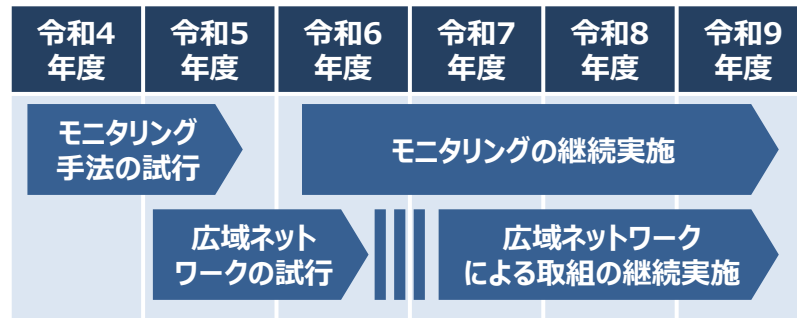 令和4
年度
令和5
年度
令和6
年度
令和7
年度
令和8
年度
令和9
年度
モニタリング
手法の試行
モニタリングの継続実施
広域ネット
ワークの試行
広域ネットワーク
による取組の継続実施